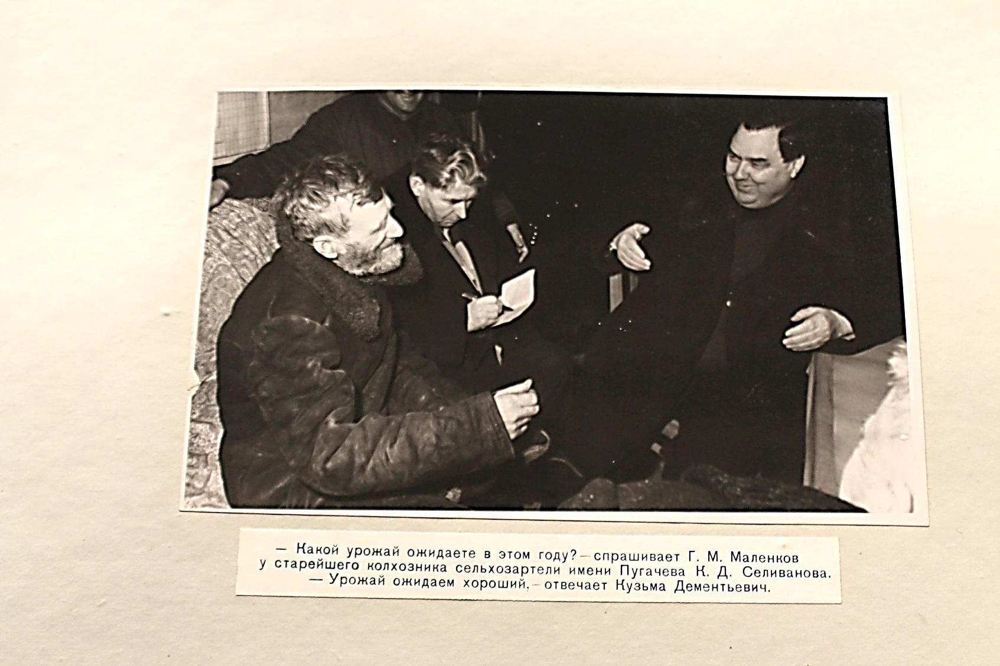 — Какой урожай ожидаете в этом году? — спрашивает Г. М. Маленков
у старейшего колхозника сельхозартели имени Пугачева К. Д. Селиванова.
— Урожай ожидаем хороший, — отвечает Кузьма Дементьевич.